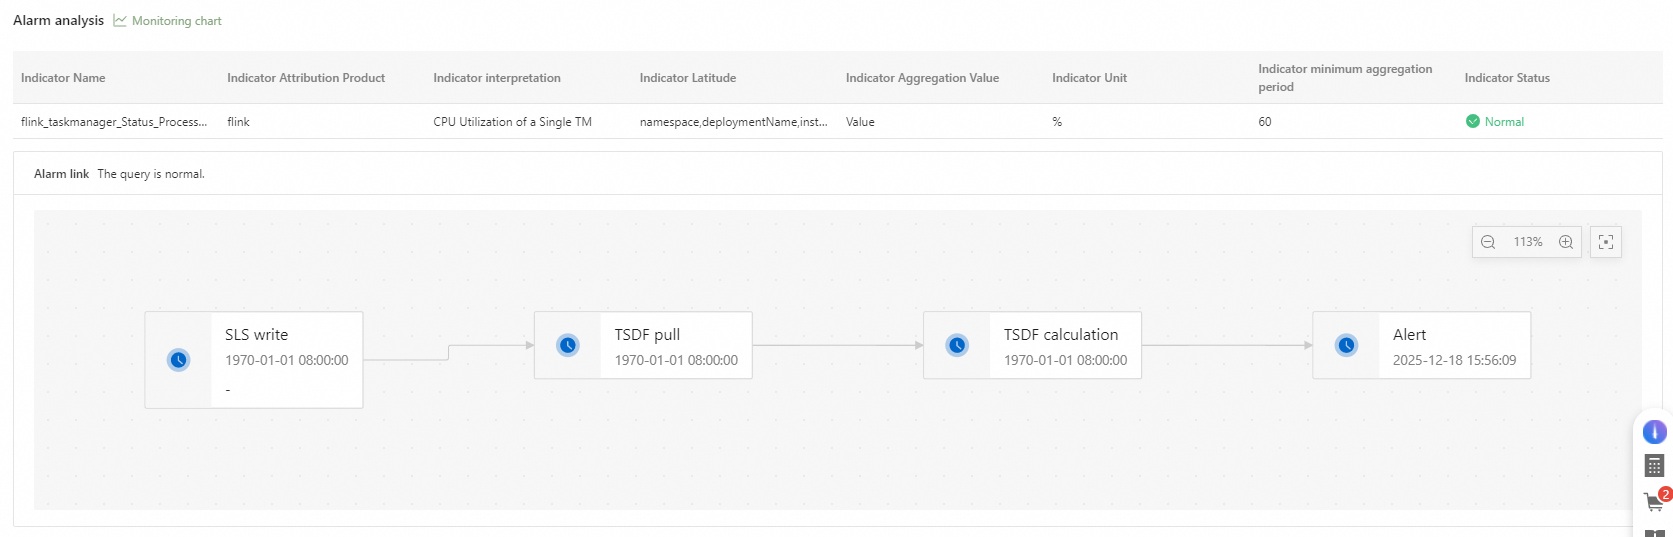 Alarm analysis Monitoring chart
Indicator Name Indicator Attribution Product Indicator interpretation Indicator Latitude Indicator Aggregation Value Indicator Unit Indicator minimum aggregation period Indicator Status
flink_taskmanager_Status_Process... flink CPU Utilization of a Single TM namespace,deploymentName,inst... Value % 60 Normal
Alarm link The query is normal.
113%
SLS write
1970-01-01 08:00:00
-
TSDF pull
1970-01-01 08:00:00
TSDF calculation
1970-01-01 08:00:00
Alert
2025-12-18 15:56:09
2